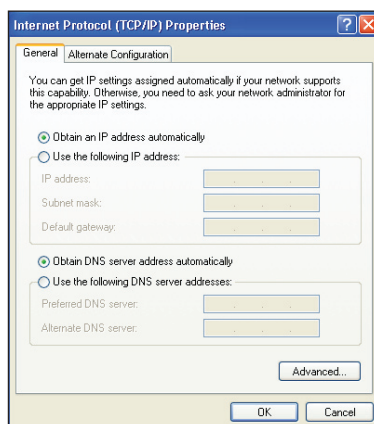 Internet Protocol (TCP/IP) Properties
General Alternate Configuration
You can get IP settings assigned automatically if your network supports
this capability. Otherwise, you need to ask your network administrator for
the appropriate IP settings.
Obtain an IP address automatically
Use the following IP address:
IP address:
Subnet mask:
Default gateway:
Obtain DNS server address automatically
Use the following DNS server addresses:
Preferred DNS server:
Alternate DNS server:
Advanced...
OK Cancel